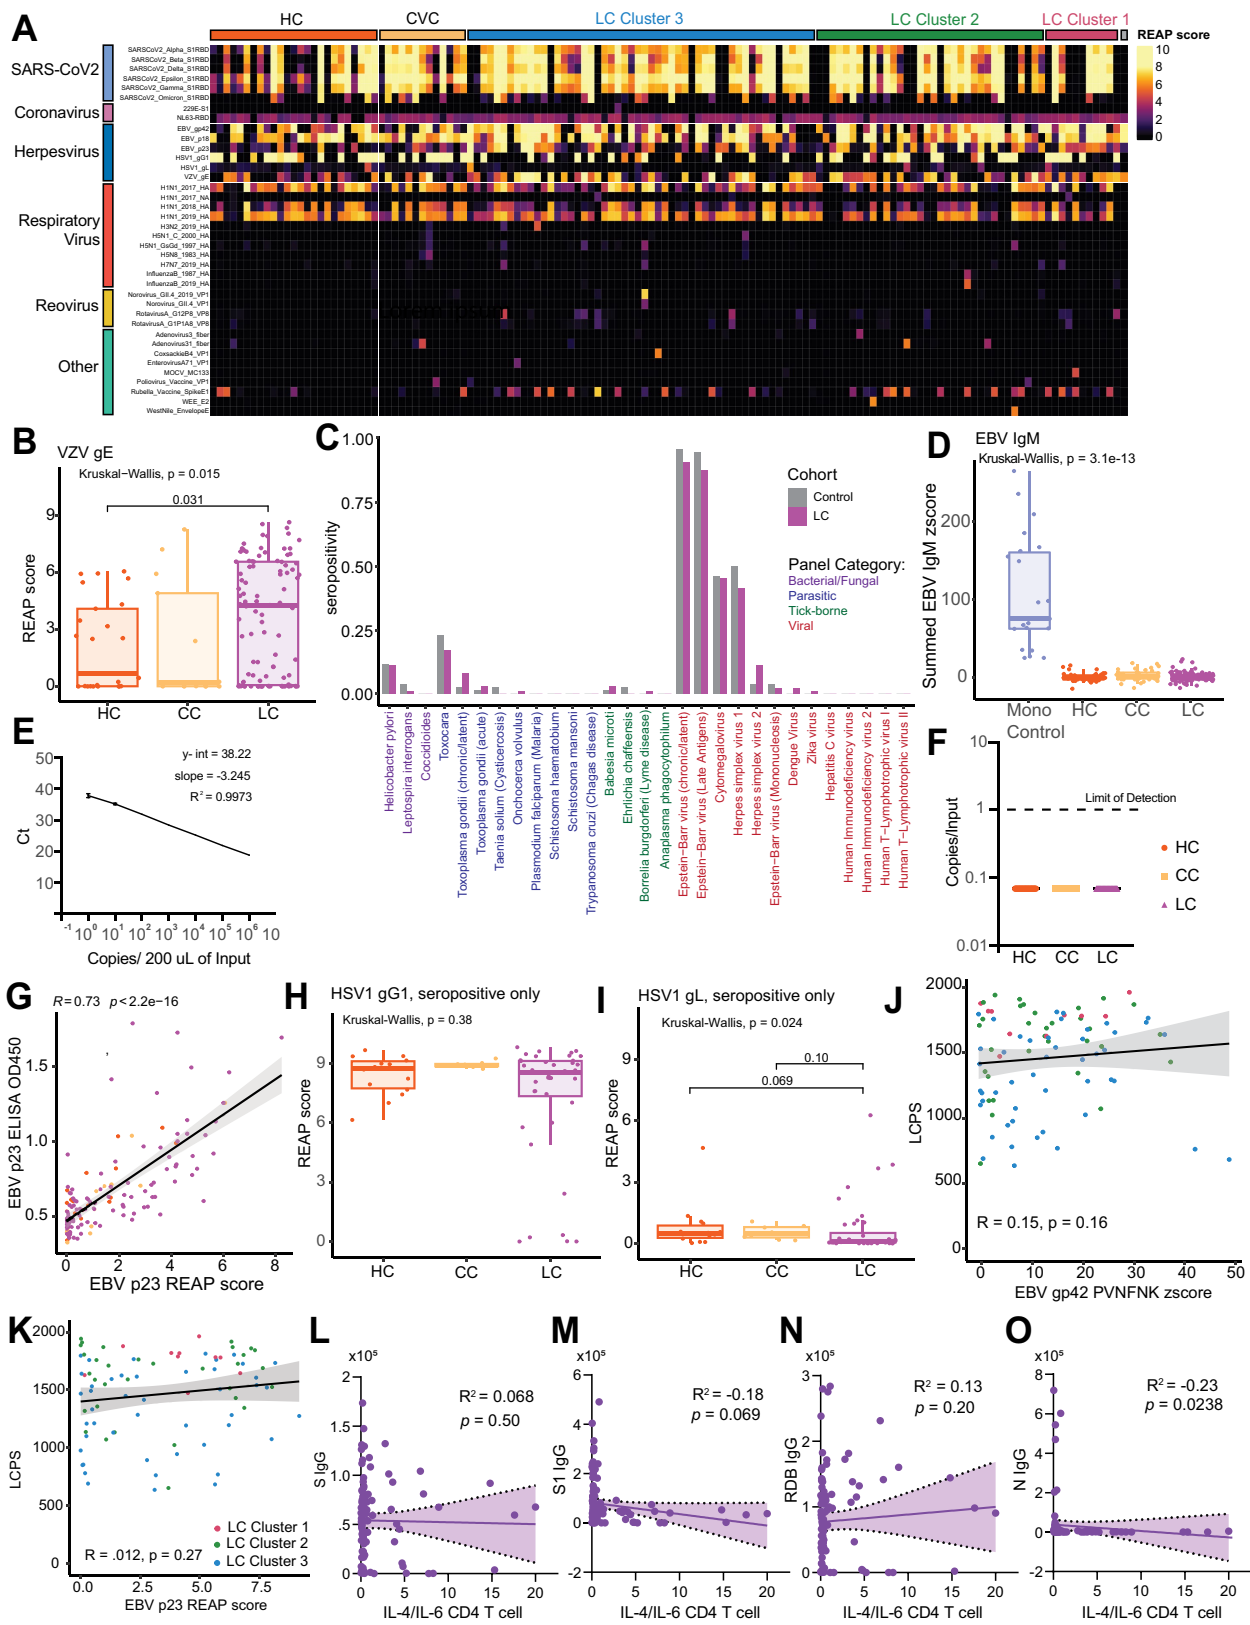 A
HC
CVC
LC Cluster 3
LC Cluster 2
LC Cluster 1
REAP score
10
8
6
4
2
0
SARS-CoV2
Coronavirus
Herpesvirus
Respiratory
Virus
Reovirus
Other
SARSCoV2_Alpha_S1RBD
SARSCoV2_Beta_S1RBD
SARSCoV2_Delta_S1RBD
SARSCoV2_Epsilon_S1RBD
SARSCoV2_Gamma_S1RBD
SARSCoV2_Omicron_S1RBD
229E-S1
NL63-RBD
EBV_gp42
EBV_p18
EBV_p23
HSV1_gG1
HSV1_gL
VZV_gE
H1N1_2017_HA
H1N1_2017_NA
H1N1_2018_HA
H1N1_2019_HA
H3N2_2019_HA
H5N1_C_2000_HA
H5N1_GsGd_1997_HA
H5N8_1983_HA
H7N7_2019_HA
InfluenzaB_1987_HA
InfluenzaB_2019_HA
Norovirus_GII.4_2019_VP1
Norovirus_GII.4_VP1
RotavirusA_G12P8_VP8
RotavirusA_G1P1A8_VP8
Adenovirus3_fiber
Adenovirus31_fiber
CoxsackieB4_VP1
EnterovirusA71_VP1
MOCV_MC133
Poliovirus_Vaccine_VP1
Rubella_Vaccine_SpikeE1
WEE_E2
WestNile_EnvelopeE
B
VZV gE
Kruskal−Wallis, p = 0.015
0.031
REAP score
9
6
3
0
HC
CC
LC
C
seropositivity
1.00
0.75
0.50
0.25
0.00
Cohort
Control
LC
Panel Category:
Bacterial/Fungal
Parasitic
Tick-borne
Viral
Helicobacter pylori
Leptospira interrogans
Coccidioides
Toxocara
Toxoplasma gondii (chronic/latent)
Toxoplasma gondii (acute)
Taenia solium (Cysticercosis)
Onchocerca volvulus
Plasmodium falciparum (Malaria)
Schistosoma haematobium
Schistosoma mansoni
Trypanosoma cruzi (Chagas disease)
Babesia microti
Ehrlichia chaffeensis
Borrelia burgdorferi (Lyme disease)
Anaplasma phagocytophilum
Epstein−Barr virus (chronic/latent)
Epstein−Barr virus (Late Antigens)
Cytomegalovirus
Herpes simplex virus 1
Herpes simplex virus 2
Epstein−Barr virus (Mononucleosis)
Dengue Virus
Zika virus
Hepatitis C virus
Human Immunodeficiency virus 1
Human Immunodeficiency virus 2
Human T−Lymphotrophic virus I
Human T−Lymphotrophic virus II
D
EBV IgM
Kruskal-Wallis, p = 3.1e-13
Summed EBV IgM zscore
200
100
0
Mono
Control
HC
CC
LC
E
y- int = 38.22
slope = -3.245
R² = 0.9973
Ct
50
40
30
20
10
-1 10⁰ 10¹ 10² 10³ 10⁴ 10⁵ 10⁶ 10
Copies/ 200 uL of Input
F
Copies/Input
10
1
0.1
0.01
Limit of Detection
HC
CC
LC
HC
CC
LC
G
R=0.73 p<2.2e−16
EBV p23 ELISA OD450
1.5
1.0
0.5
0 2 4 6 8
EBV p23 REAP score
H
HSV1 gG1, seropositive only
Kruskal-Wallis, p = 0.38
REAP score
9
6
3
0
HC
CC
LC
I
HSV1 gL, seropositive only
Kruskal-Wallis, p = 0.024
0.10
0.069
REAP score
9
6
3
0
HC
CC
LC
J
LCPS
2000
1500
1000
500
0
R = 0.15, p = 0.16
0 10 20 30 40 50
EBV gp42 PVNFNK zscore
K
LCPS
2000
1500
1000
500
0
LC Cluster 1
LC Cluster 2
LC Cluster 3
R = .012, p = 0.27
0.0 2.5 5.0 7.5
EBV p23 REAP score
L
x10⁵
R² = 0.068
p = 0.50
S IgG
2
1.5
1.0
.5
0
0 5 10 15 20
IL-4/IL-6 CD4 T cell
M
x10⁵
R² = -0.18
p = 0.069
S1 IgG
6
4
2
0
-2
0 5 10 15 20
IL-4/IL-6 CD4 T cell
N
x10⁵
R² = 0.13
p = 0.20
RDB IgG
3
2
1
0
0 5 10 15 20
IL-4/IL-6 CD4 T cell
O
x10⁵
R² = -0.23
p = 0.0238
N IgG
8
6
4
2
0
-2
0 5 10 15 20
IL-4/IL-6 CD4 T cell